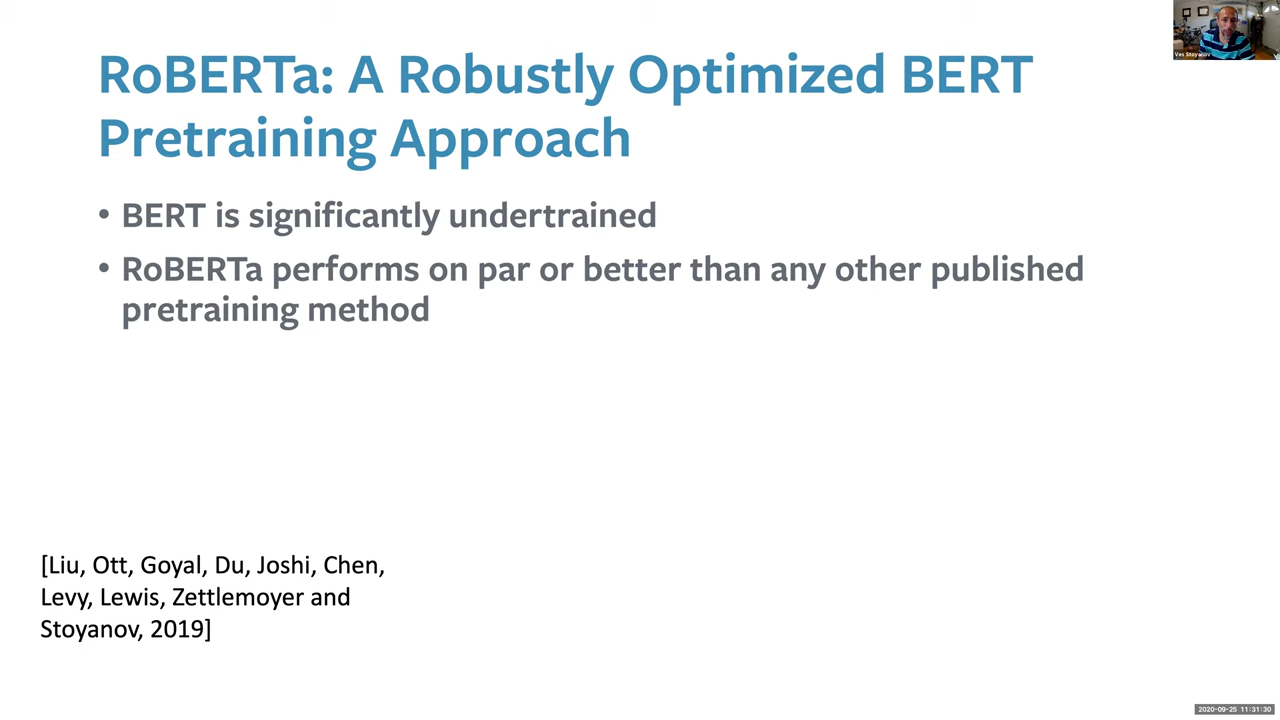 RoBERTa: A Robustly Optimized BERT
Pretraining Approach
• BERT is significantly undertrained
• RoBERTa performs on par or better than any other published
pretraining method
[Liu, Ott, Goyal, Du, Joshi, Chen,
Levy, Lewis, Zettlemoyer and
Stoyanov, 2019]
Ves Stoyanov
2020-09-25 11:31:30